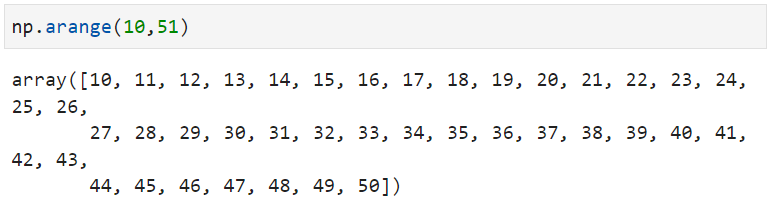 np.arange(10,51)
array([10, 11, 12, 13, 14, 15, 16, 17, 18, 19, 20, 21, 22, 23, 24,
25, 26,
27, 28, 29, 30, 31, 32, 33, 34, 35, 36, 37, 38, 39, 40, 41,
42, 43,
44, 45, 46, 47, 48, 49, 50])